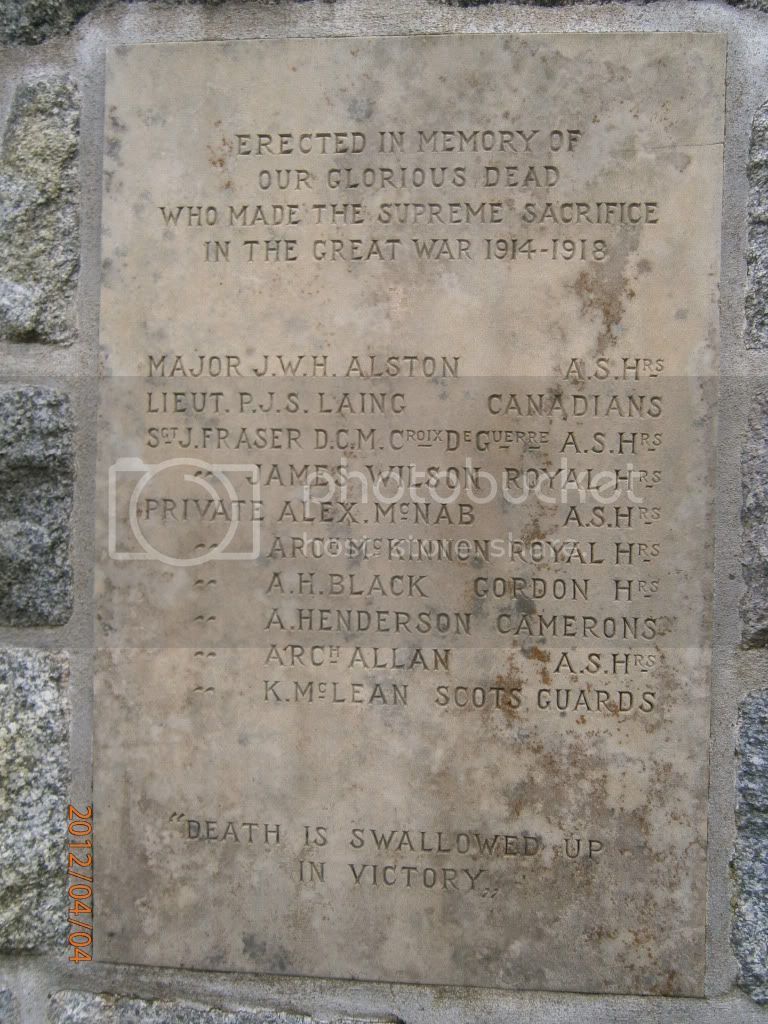 ERECTED IN MEMORY OF
OUR GLORIOUS DEAD
WHO MADE THE SUPREME SACRIFICE
IN THE GREAT WAR 1914-1918
MAJOR J.W.H. ALSTON A.S.HRS
LIEUT. P.J.S. LAING CANADIANS
SGT J. FRASER D.C.M. CROIX DE GUERRE A.S.HRS
" JAMES WILSON ROYAL HRS
PRIVATE ALEX. MCNAB A.S.HRS
" ARCH MCKINNON ROYAL HRS
" A.H. BLACK GORDON HRS
" A. HENDERSON CAMERONS
" ARCH ALLAN A.S.HRS
" K. MCLEAN SCOTS GUARDS
"DEATH IS SWALLOWED UP
IN VICTORY"
photobucket
2012/04/04